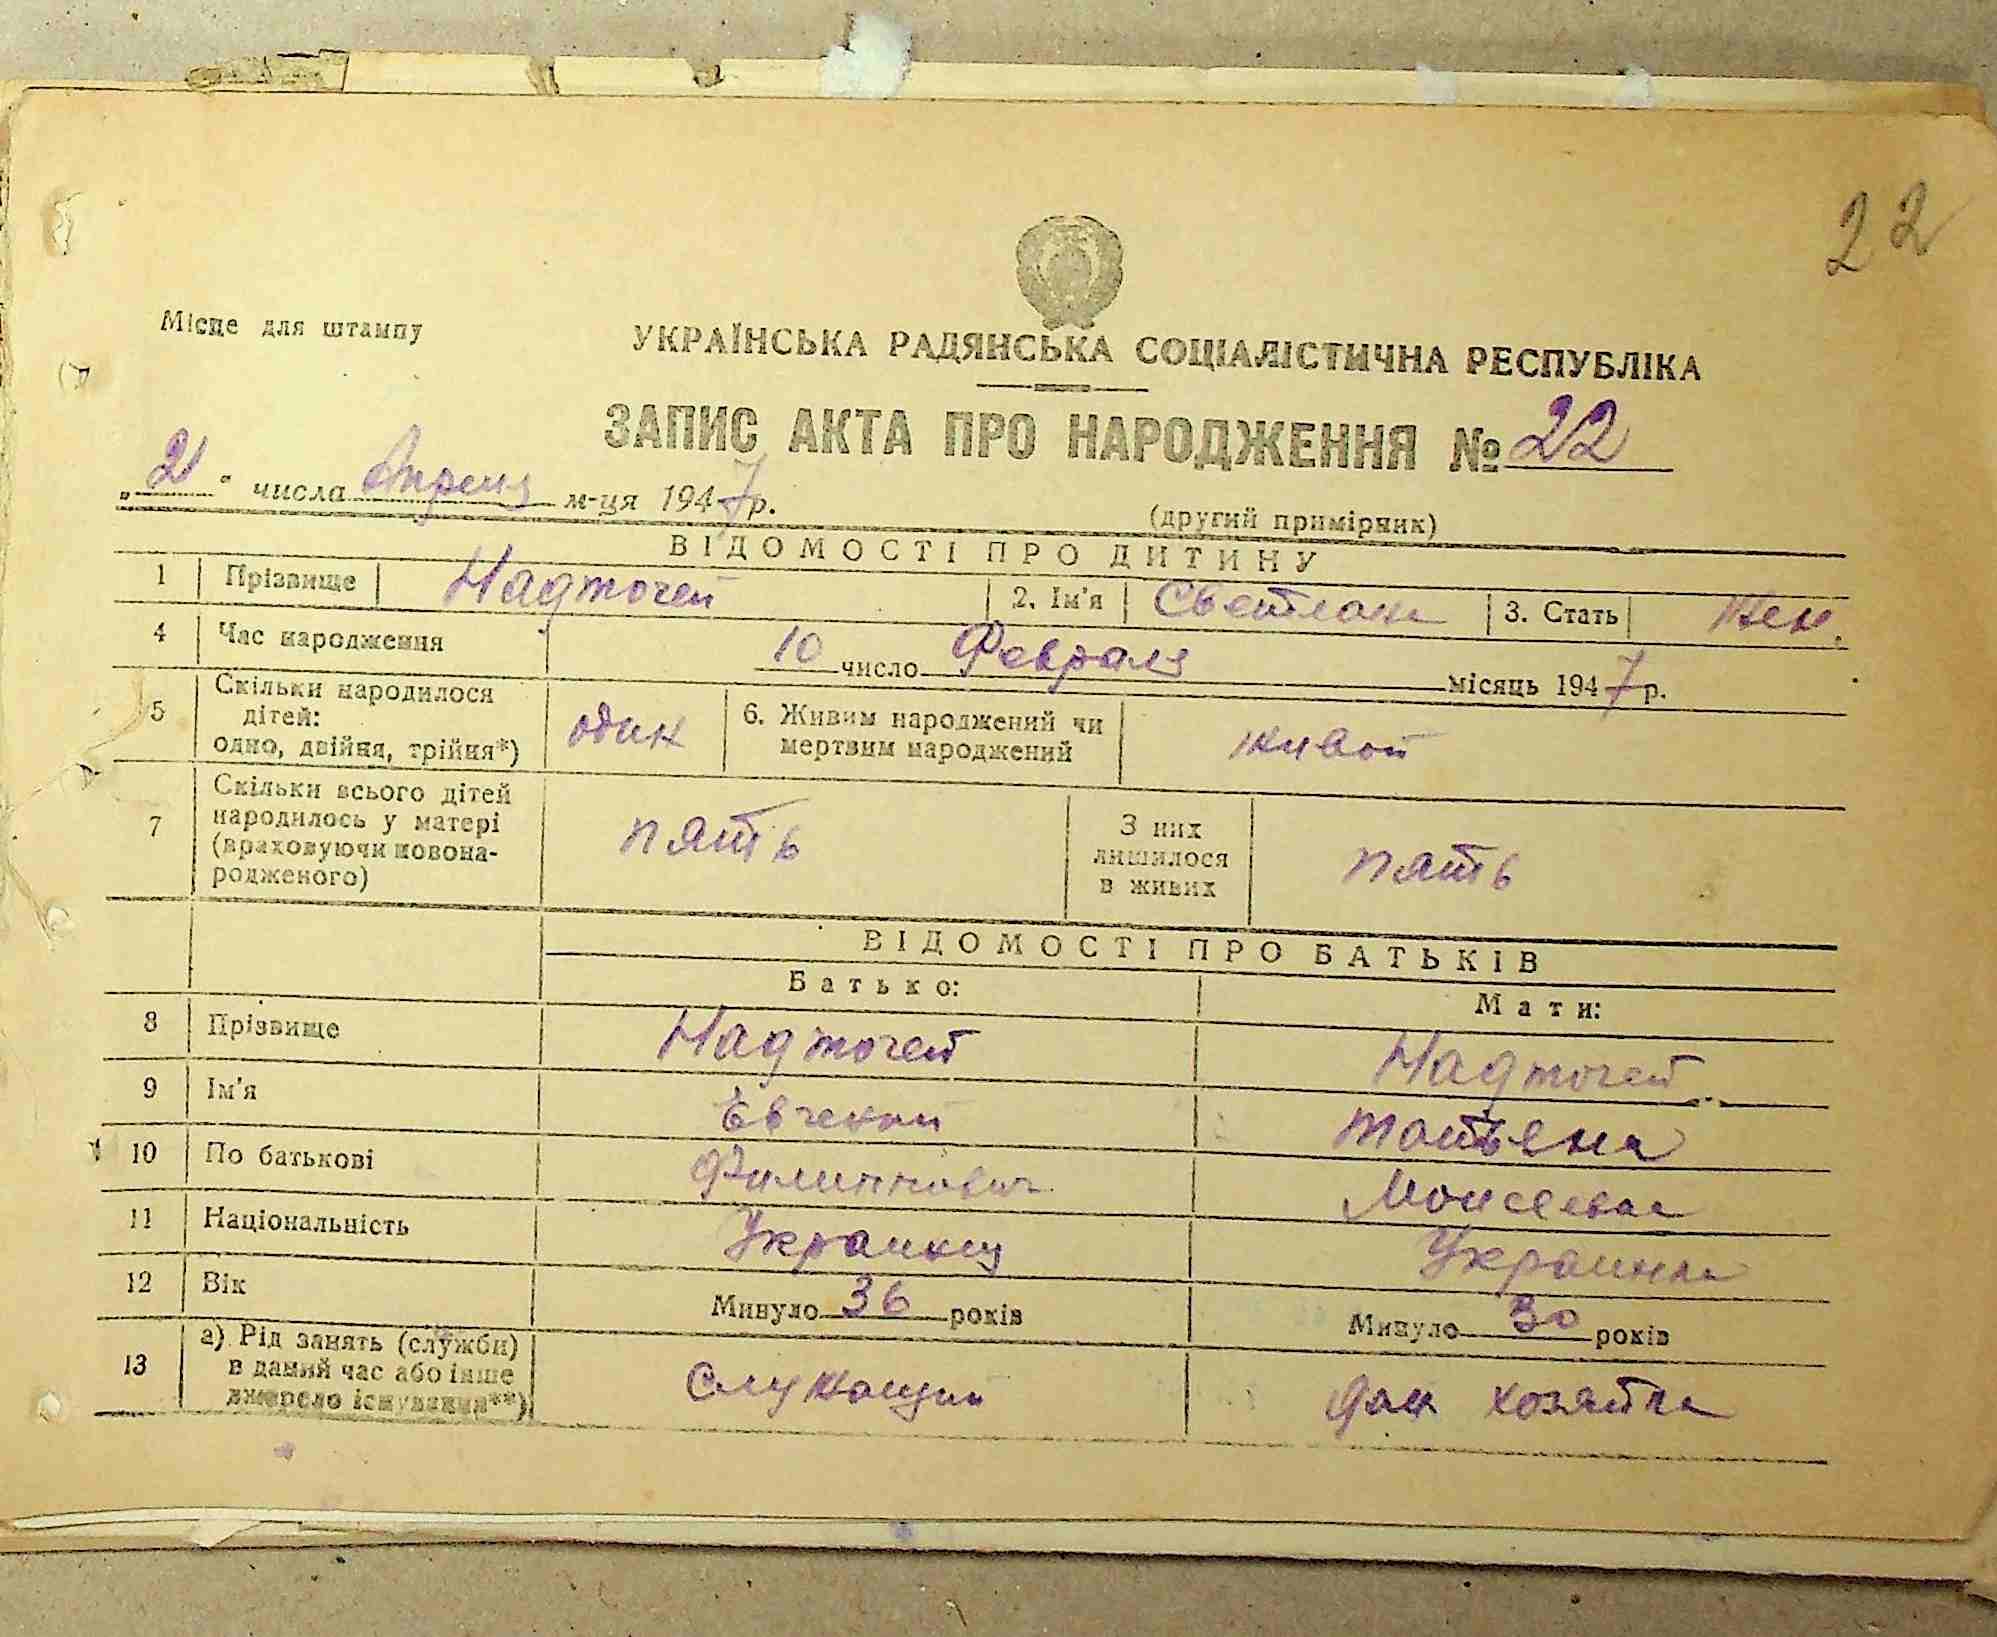 22
Місце для штампу
УКРАЇНСЬКА РАДЯНСЬКА СОЦІАЛІСТИЧНА РЕСПУБЛІКА
ЗАПИС АКТА ПРО НАРОДЖЕННЯ № 22
„21" числа Апреля м-ця 1947 р.
(другий примірник)
ВІДОМОСТІ ПРО ДИТИНУ
1 Прізвище Надточей 2. Ім'я Светлана 3. Стать Жен.
4 Час народження 10 число Февраля місяць 1947 р.
5 Скільки народилося дітей: одно, двійня, трійня*) один 6. Живим народжений чи мертвим народжений живой
7 Скільки всього дітей народилось у матері (враховуючи новонародженого) пять З них лишилося в живих пять
ВІДОМОСТІ ПРО БАТЬКІВ
Батько: Мати:
8 Прізвище Надточей Надточей
9 Ім'я Евгений Татьяна
10 По батькові Филиппович Моисеевна
11 Національність Украинец Украинка
12 Вік Минуло 36 років Минуло 30 років
13 а) Рід занять (служби) в даний час або інше джерело існування**) Служащий дом хозяйка